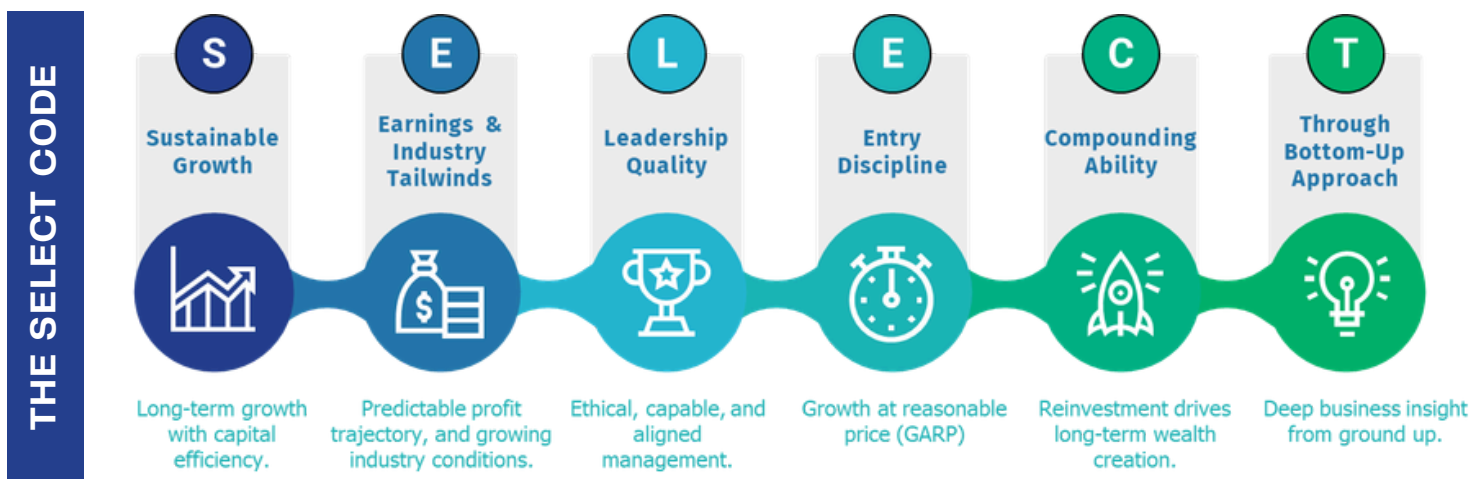 THE SELECT CODE
S
Sustainable
Growth
Long-term growth
with capital
efficiency.
E
Earnings &
Industry
Tailwinds
$
Predictable profit
trajectory, and growing
industry conditions.
L
Leadership
Quality
Ethical, capable, and
aligned
management.
E
Entry
Discipline
Growth at reasonable
price (GARP)
C
Compounding
Ability
Reinvestment drives
long-term wealth
creation.
T
Through
Bottom-Up
Approach
Deep business insight
from ground up.